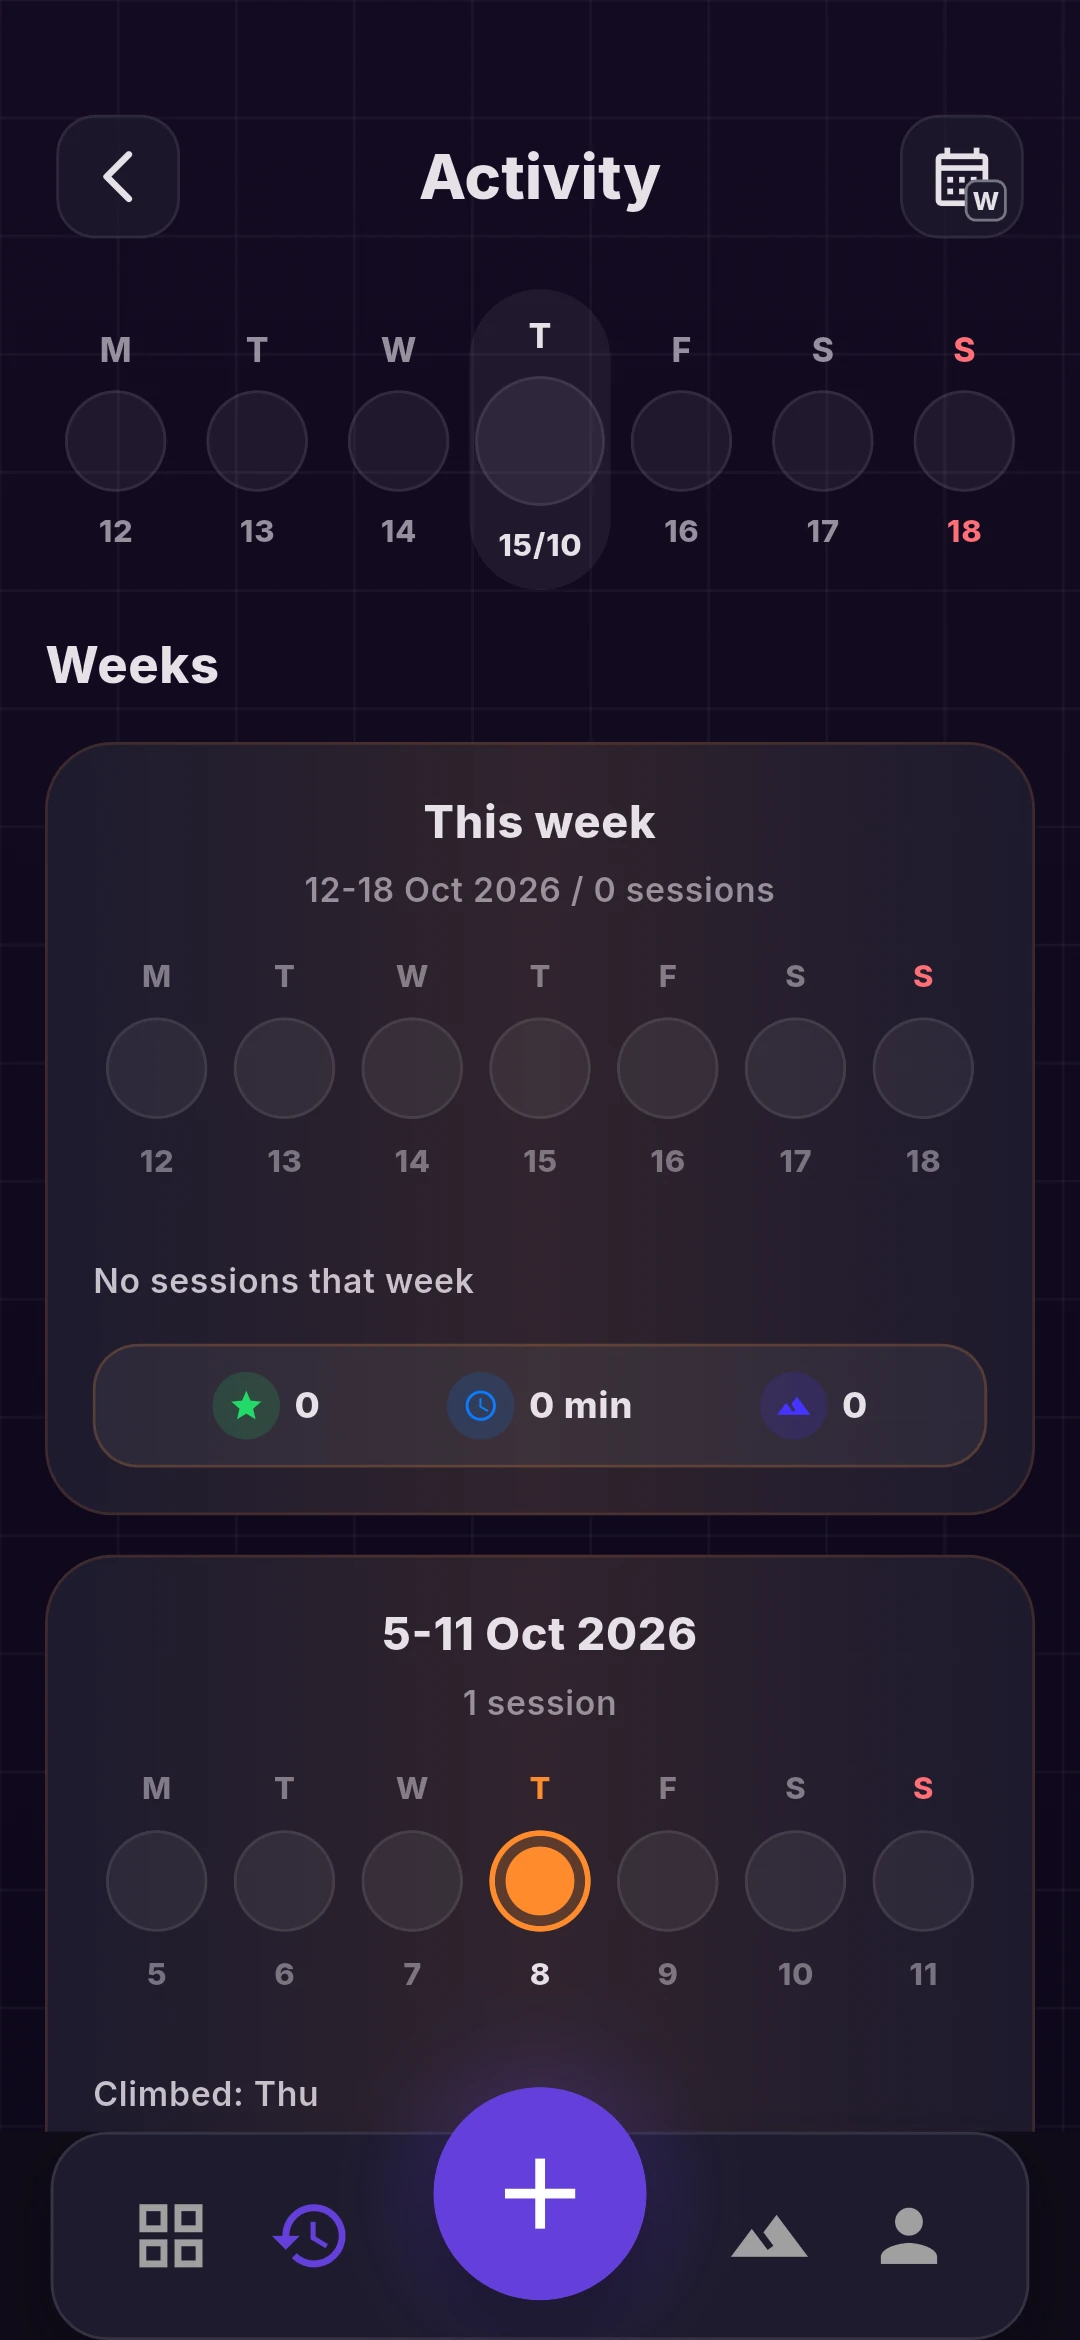 Activity
W
M T W T F S S
12 13 14 15/10 16 17 18
Weeks
This week
12-18 Oct 2026 / 0 sessions
M T W T F S S
12 13 14 15 16 17 18
No sessions that week
0 0 min 0
5-11 Oct 2026
1 session
M T W T F S S
5 6 7 8 9 10 11
Climbed: Thu